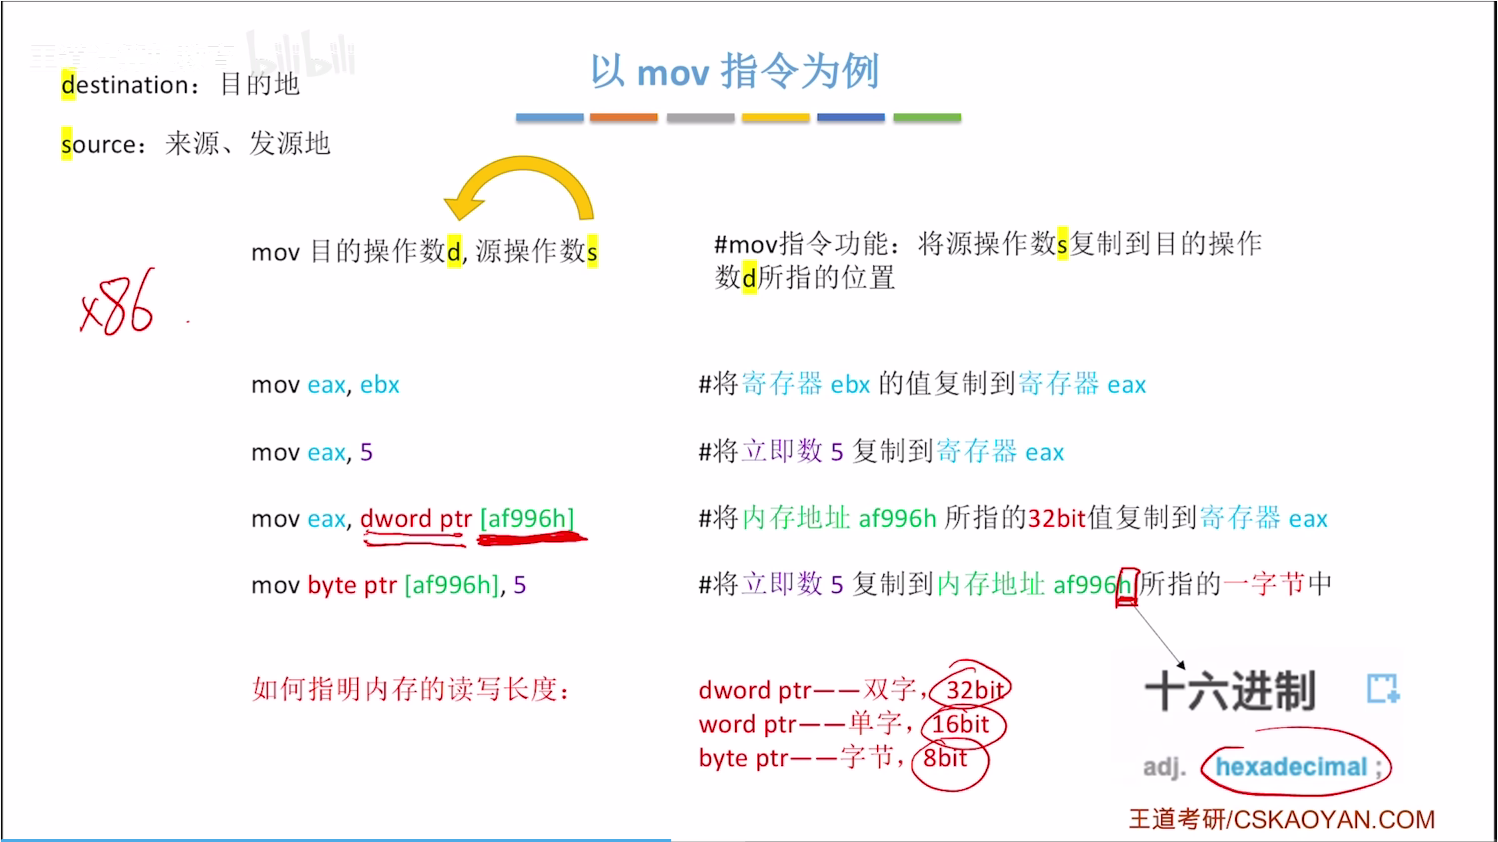 bilibili
以 mov 指令为例
destination：目的地
source：来源、发源地
mov 目的操作数d, 源操作数s
#mov指令功能：将源操作数s复制到目的操作
数d所指的位置
x86
mov eax, ebx
#将寄存器 ebx 的值复制到寄存器 eax
mov eax, 5
#将立即数 5 复制到寄存器 eax
mov eax, dword ptr [af996h]
#将内存地址 af996h 所指的32bit值复制到寄存器 eax
mov byte ptr [af996h], 5
#将立即数 5 复制到内存地址 af996h所指的一字节中
如何指明内存的读写长度：
dword ptr——双字，32bit
word ptr——单字，16bit
byte ptr——字节，8bit
十六进制
adj. hexadecimal ;
王道考研/CSKAOYAN.COM